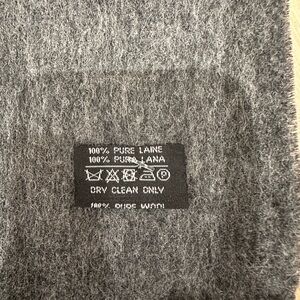 100% PURE LAINE
100% PURA LANA
DRY CLEAN ONLY
100% PURE WOOL